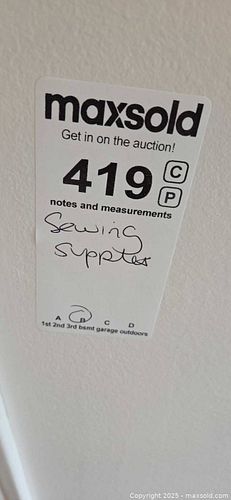 maxsold
Get in on the auction!
419 C
P
notes and measurements
Sewing
Supplies
A B C D
1st 2nd 3rd bsmt garage outdoors
Copyright 2025 - maxsold.com